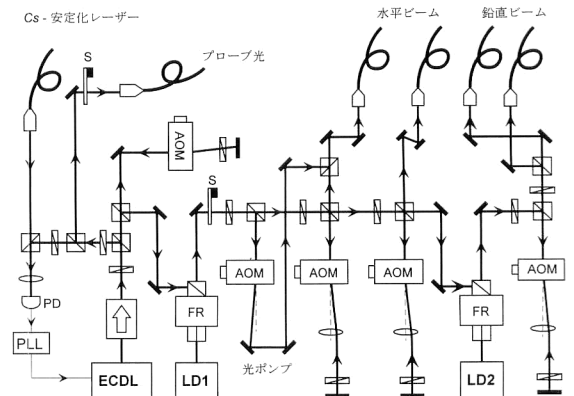 Cs - 安定化レーザー
水平ビーム
鉛直ビーム
S
プローブ光
AOM
S
PD
AOM
AOM
AOM
AOM
FR
FR
PLL
光ポンプ
ECDL
LD1
LD2